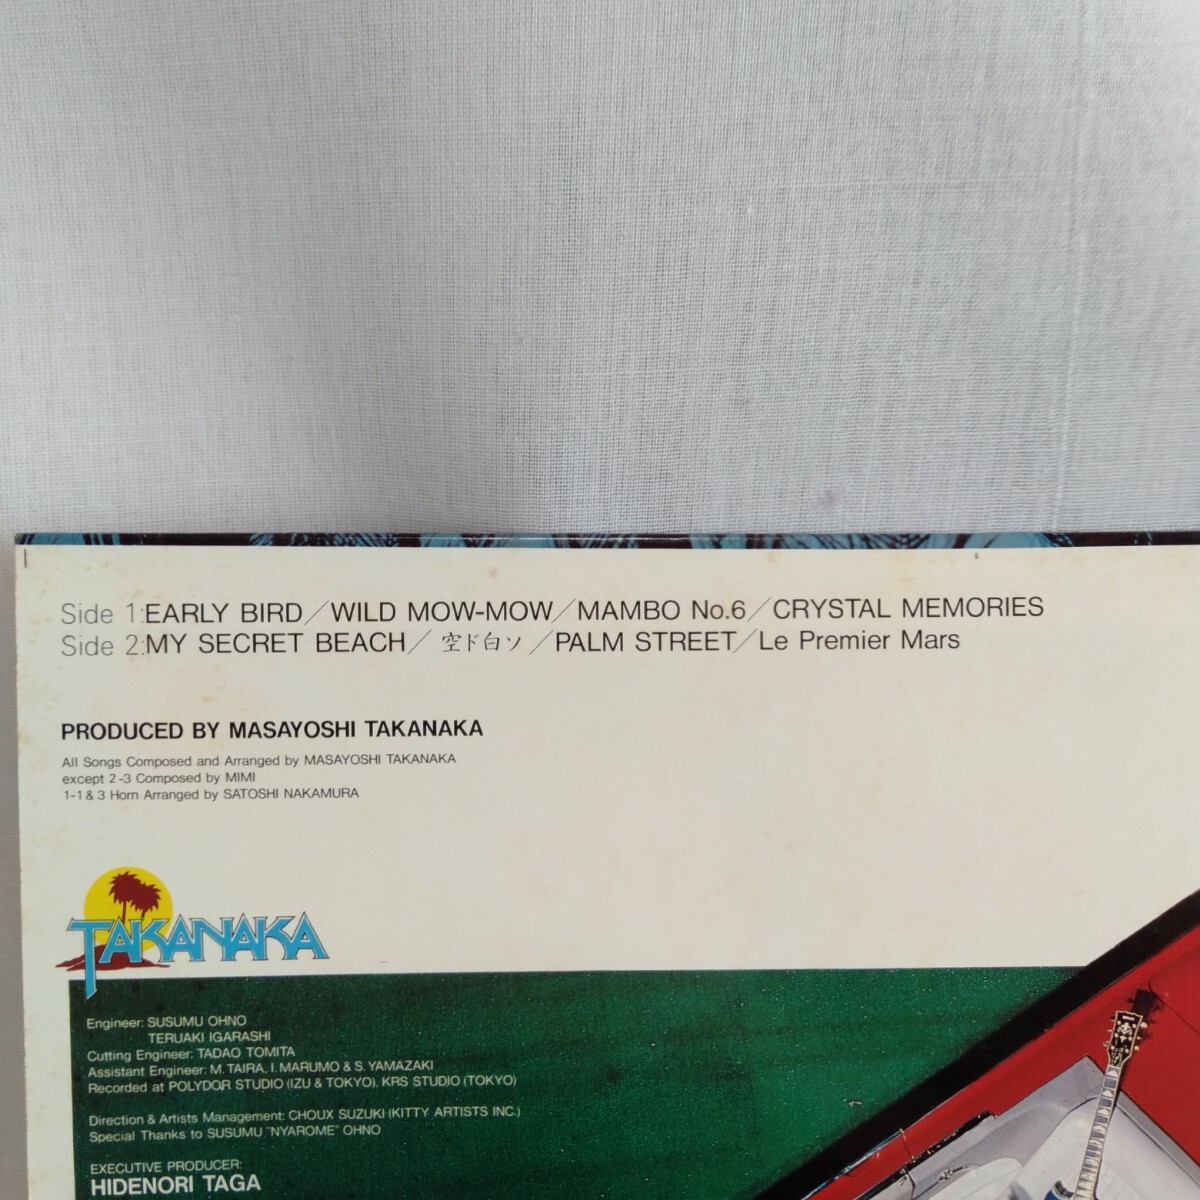 Side 1:EARLY BIRD/WILD MOW-MOW/MAMBO No.6/CRYSTAL MEMORIES
Side 2:MY SECRET BEACH/空ド白ソ/PALM STREET/Le Premier Mars
PRODUCED BY MASAYOSHI TAKANAKA
All Songs Composed and Arranged by MASAYOSHI TAKANAKA
except 2-3 Composed by MIMI
1-1 & 3 Horn Arranged by SATOSHI NAKAMURA
TAKANAKA
Engineer: SUSUMU OHNO
TERUAKI IGARASHI
Cutting Engineer: TADAO TOMITA
Assistant Engineer: M. TAIRA, I. MARUMO & S. YAMAZAKI
Recorded at POLYDOR STUDIO (IZU & TOKYO), KRS STUDIO (TOKYO)
Direction & Artists Management: CHOUX SUZUKI (KITTY ARTISTS INC.)
Special Thanks to SUSUMU "NYAROME" OHNO
EXECUTIVE PRODUCER:
HIDENORI TAGA